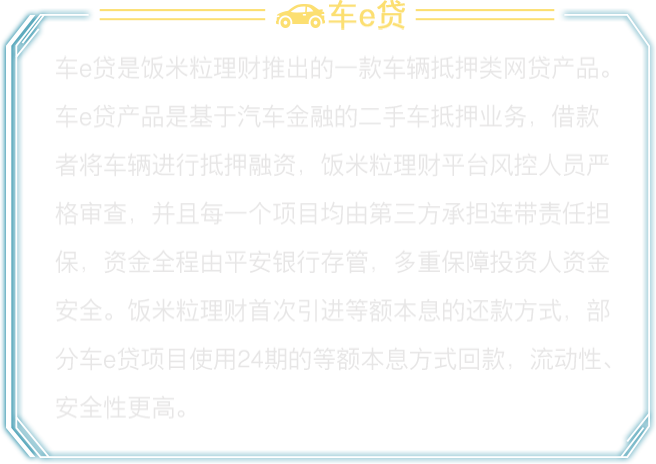 车e贷
车e贷是饭米粒理财推出的一款车辆抵押类网贷产品。
车e贷产品是基于汽车金融的二手车抵押业务，借款
者将车辆进行抵押融资，饭米粒理财平台风控人员严
格审查，并且每一个项目均由第三方承担连带责任担
保，资金全程由平安银行存管，多重保障投资人资金
安全。饭米粒理财首次引进等额本息的还款方式，部
分车e贷项目使用24期的等额本息方式回款，流动性、
安全性更高。